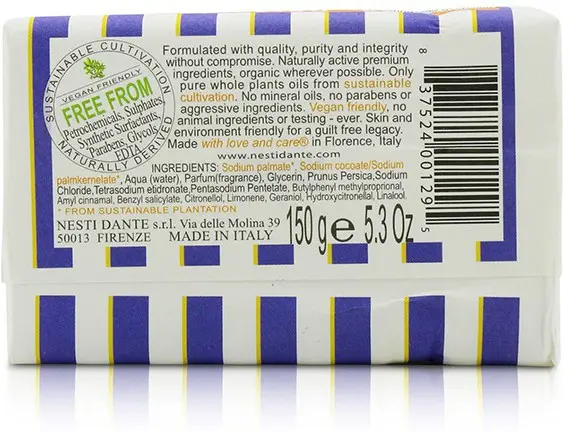 SUSTAINABLE CULTIVATION
VEGAN FRIENDLY
FREE FROM
Petrochemicals, Sulphates,
Synthetic Surfactants,
Parabens, Glycols,
EDTA
NATURALLY DERIVED
Formulated with quality, purity and integrity
without compromise. Naturally active premium
ingredients, organic wherever possible. Only
pure whole plants oils from sustainable
cultivation. No mineral oils, no parabens or
aggressive ingredients. Vegan friendly, no
animal ingredients or testing - ever. Skin and
environment friendly for a guilt free legacy.
Made with love and care® in Florence, Italy
www.nestidante.com
INGREDIENTS: Sodium palmate*, Sodium cocoate/Sodium
palmkernelate*, Aqua (water), Parfum(fragrance), Glycerin, Prunus Persica,Sodium
Chloride,Tetrasodium etidronate,Pentasodium Pentetate, Butylphenyl methylproprional,
Amyl cinnamal, Benzyl salicylate, Citronellol, Limonene, Geraniol, Hydroxycitronellal, Linalool.
* FROM SUSTAINABLE PLANTATION
NESTI DANTE s.r.l. Via delle Molina 39
50013 FIRENZE MADE IN ITALY
150 g e 5.3 Oz
8 37524 00129 5